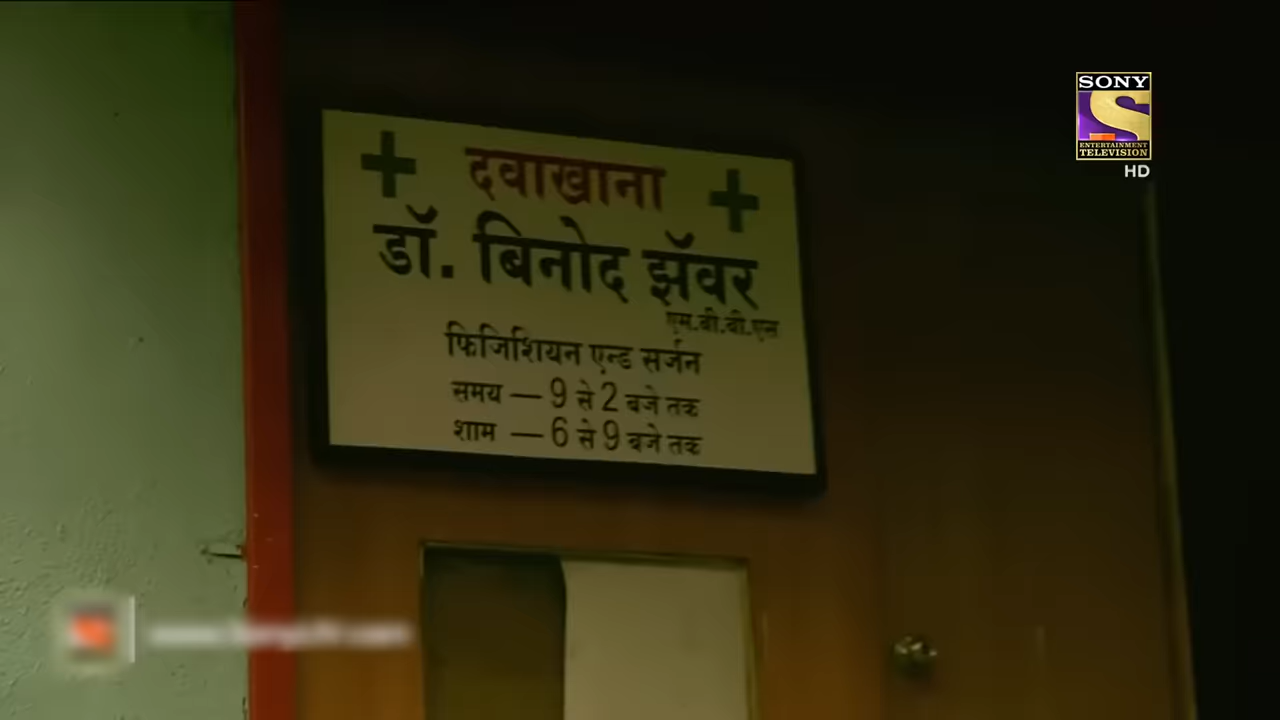 SONY
ENTERTAINMENT
TELEVISION
HD
दवाखाना
डॉ. बिनोद झॅवर
एम.बी.बी.एस
फिजिशियन एन्ड सर्जन
समय — 9 से 2 बजे तक
शाम — 6 से 9 बजे तक